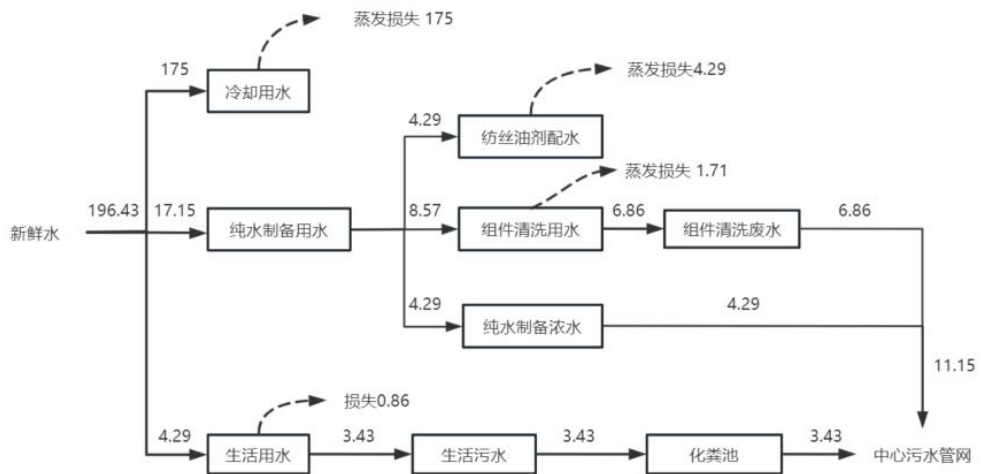 蒸发损失 175
175
冷却用水
蒸发损失4.29
4.29
纺丝油剂配水
蒸发损失 1.71
新鲜水
196.43
17.15
纯水制备用水
8.57
组件清洗用水
6.86
组件清洗废水
6.86
4.29
纯水制备浓水
4.29
11.15
损失0.86
4.29
生活用水
3.43
生活污水
3.43
化粪池
3.43
中心污水管网